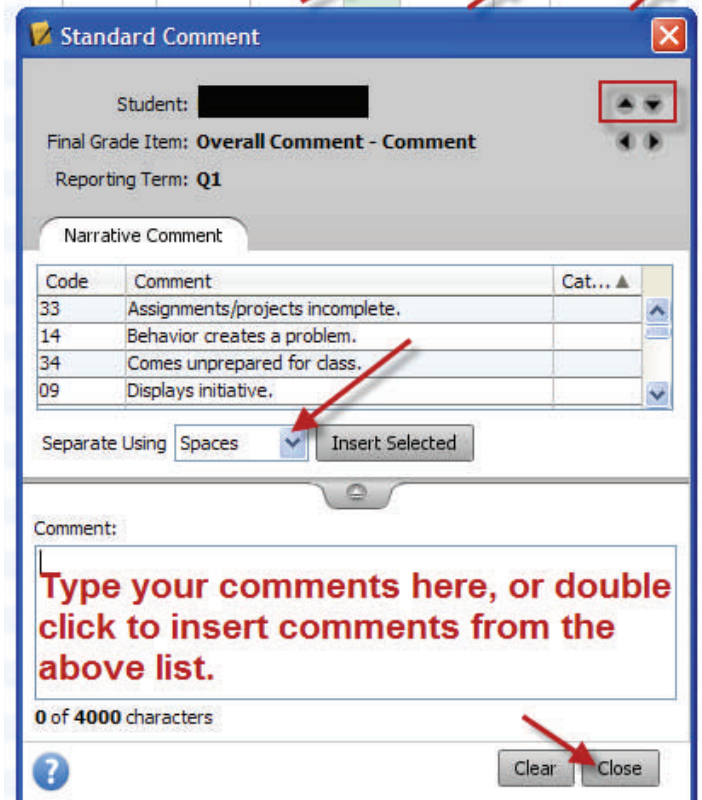 Standard Comment
Student:
Final Grade Item: Overall Comment - Comment
Reporting Term: Q1
Narrative Comment
Code Comment Cat...
33 Assignments/projects incomplete.
14 Behavior creates a problem.
34 Comes unprepared for class.
09 Displays initiative.
Separate Using Spaces Insert Selected
Comment:
Type your comments here, or double
click to insert comments from the
above list.
0 of 4000 characters
? Clear Close